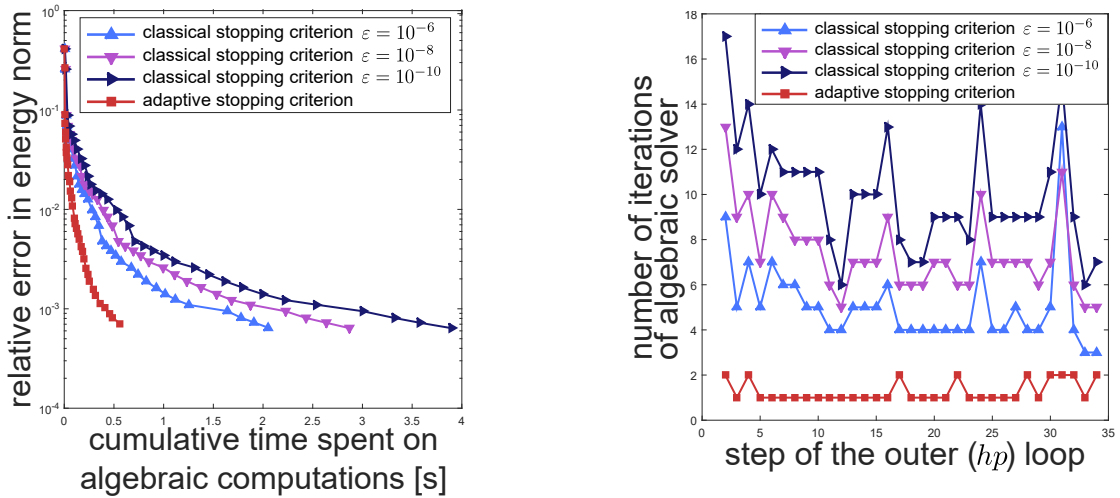 relative error in energy norm
10^0
10^-1
10^-2
10^-3
10^-4
classical stopping criterion ε = 10^-6
classical stopping criterion ε = 10^-8
classical stopping criterion ε = 10^-10
adaptive stopping criterion
0 0.5 1 1.5 2 2.5 3 3.5 4
cumulative time spent on
algebraic computations [s]
number of iterations
of algebraic solver
18
16
14
12
10
8
6
4
2
0
classical stopping criterion ε = 10^-6
classical stopping criterion ε = 10^-8
classical stopping criterion ε = 10^-10
adaptive stopping criterion
0 5 10 15 20 25 30 35
step of the outer (hp) loop